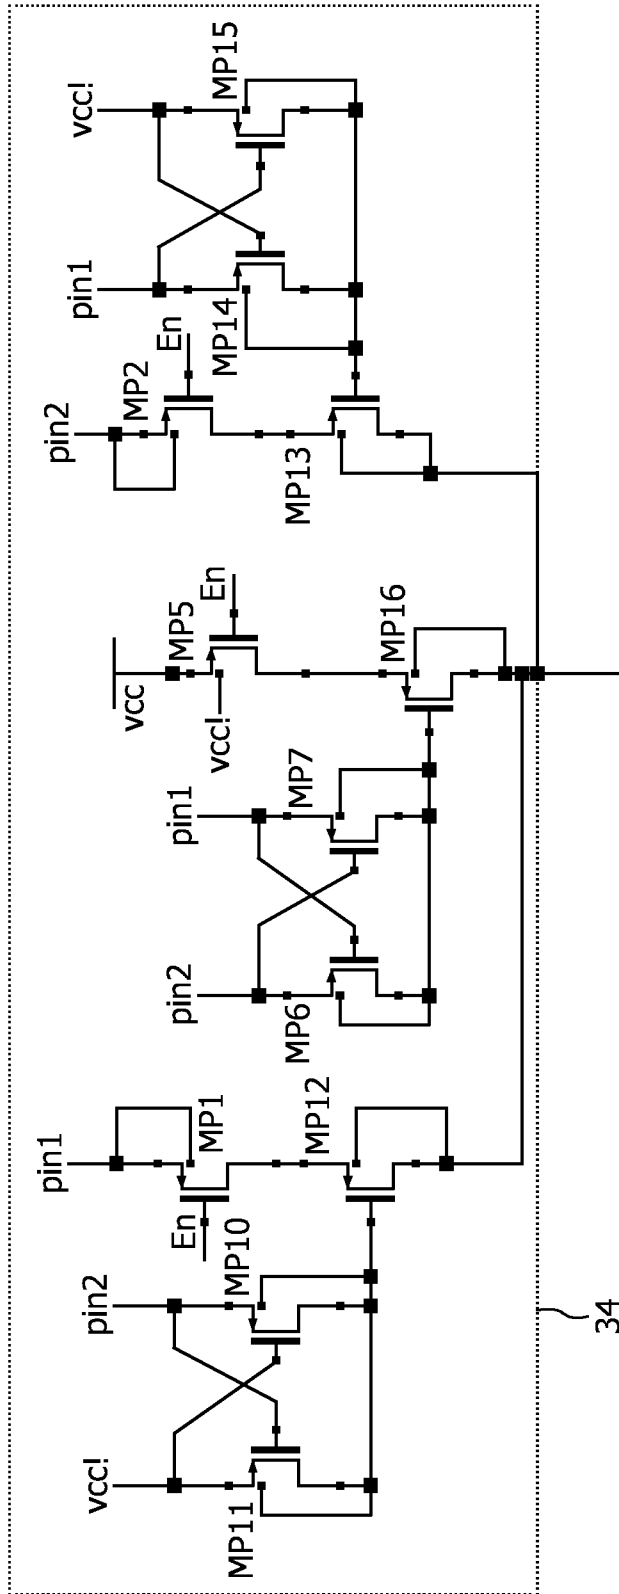 vcc!
MP15
pin1
MP14
En
MP2
pin2
MP13
En
MP5
vcc
vcc!
MP16
MP7
pin1
pin2
MP6
pin1
MP1
MP12
En
MP10
pin2
vcc!
MP11
34